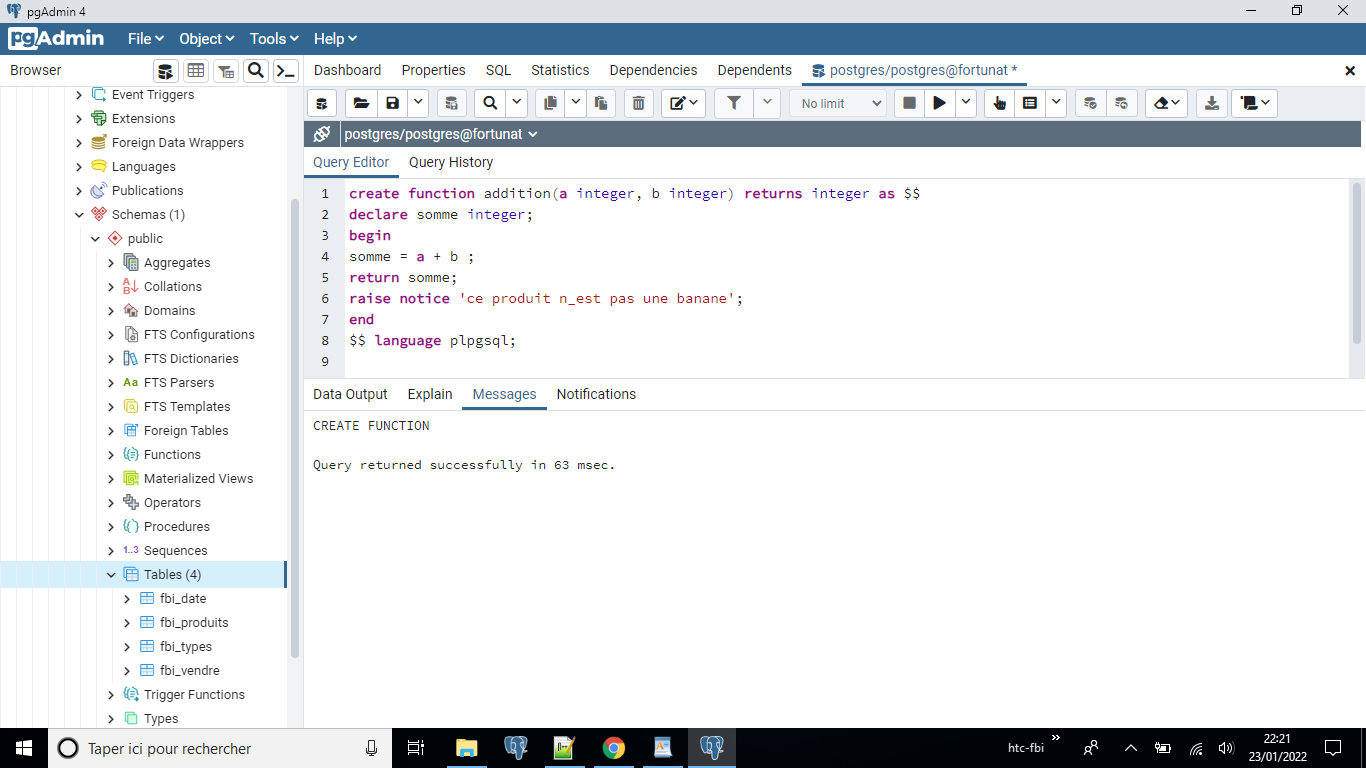 pgAdmin 4
pgAdmin File Object Tools Help
Browser
Dashboard Properties SQL Statistics Dependencies Dependents postgres/postgres@fortunat *
No limit
postgres/postgres@fortunat
Query Editor Query History
Event Triggers
Extensions
Foreign Data Wrappers
Languages
Publications
Schemas (1)
public
Aggregates
Collations
Domains
FTS Configurations
FTS Dictionaries
Aa FTS Parsers
FTS Templates
Foreign Tables
Functions
Materialized Views
Operators
Procedures
1..3 Sequences
Tables (4)
fbi_date
fbi_produits
fbi_types
fbi_vendre
Trigger Functions
Types
1 create function addition(a integer, b integer) returns integer as $$
2 declare somme integer;
3 begin
4 somme = a + b ;
5 return somme;
6 raise notice 'ce produit n_est pas une banane';
7 end
8 $$ language plpgsql;
9
Data Output Explain Messages Notifications
CREATE FUNCTION
Query returned successfully in 63 msec.
Taper ici pour rechercher
htc-fbi
22:21
23/01/2022